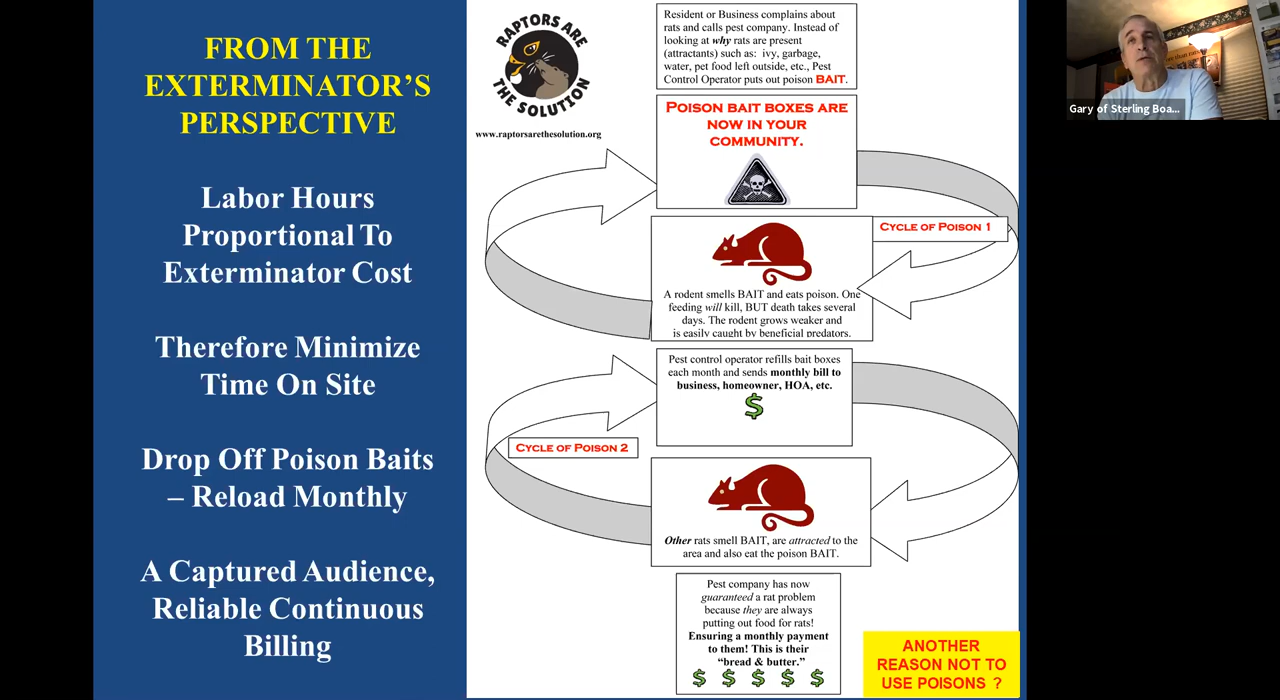 FROM THE
EXTERMINATOR'S
PERSPECTIVE
Labor Hours
Proportional To
Exterminator Cost
Therefore Minimize
Time On Site
Drop Off Poison Baits
– Reload Monthly
A Captured Audience,
Reliable Continuous
Billing
RAPTORS ARE
THE SOLUTION
www.raptorsarethesolution.org
Resident or Business complains about
rats and calls pest company. Instead of
looking at why rats are present
(attractants) such as: ivy, garbage,
water, pet food left outside, etc., Pest
Control Operator puts out poison BAIT.
POISON BAIT BOXES ARE
NOW IN YOUR
COMMUNITY.
CYCLE OF POISON 1
A rodent smells BAIT and eats poison. One
feeding will kill, BUT death takes several
days. The rodent grows weaker and
is easily caught by beneficial predators.
Pest control operator refills bait boxes
each month and sends monthly bill to
business, homeowner, HOA, etc.
$
CYCLE OF POISON 2
Other rats smell BAIT, are attracted to the
area and also eat the poison BAIT.
Pest company has now
guaranteed a rat problem
because they are always
putting out food for rats!
Ensuring a monthly payment
to them! This is their
"bread & butter."
$ $ $ $ $
ANOTHER
REASON NOT TO
USE POISONS ?
Gary of Sterling Boa...